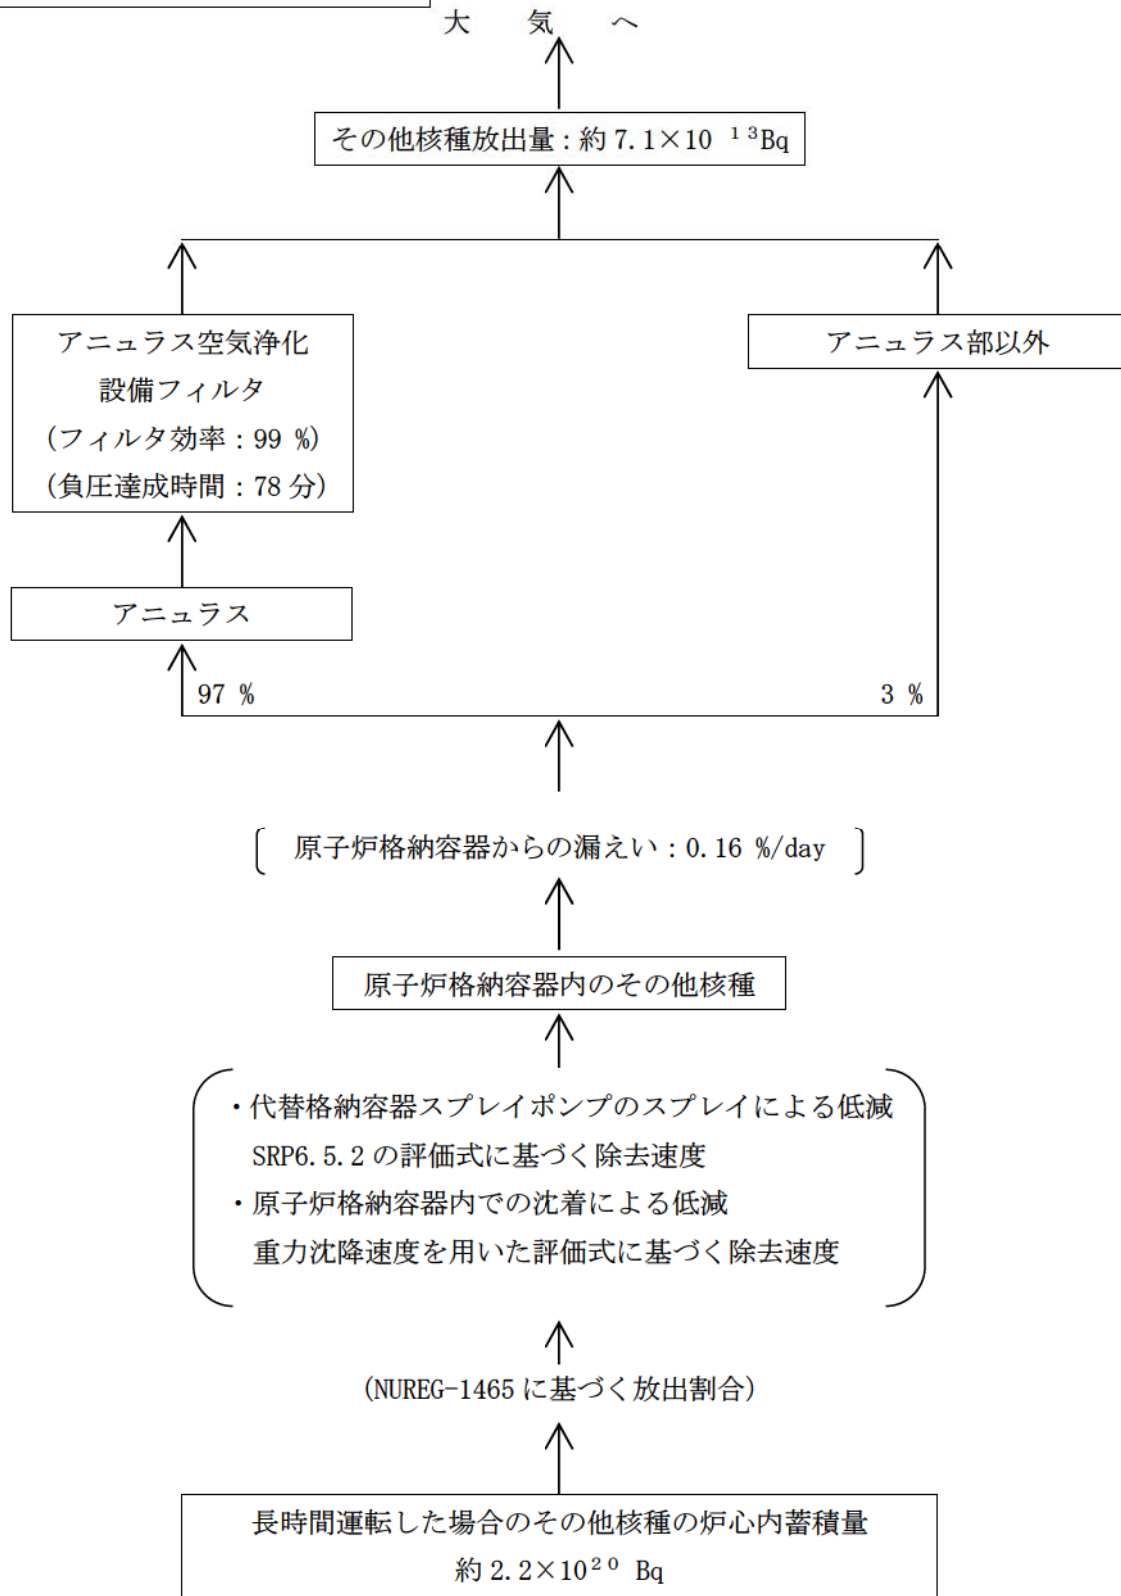 大 気 へ
その他核種放出量：約 7.1×10 ¹³Bq
アニュラス空気浄化
設備フィルタ
(フィルタ効率：99 %)
(負圧達成時間：78 分)
アニュラス部以外
アニュラス
97 %
3 %
原子炉格納容器からの漏えい：0.16 %/day
原子炉格納容器内のその他核種
・代替格納容器スプレイポンプのスプレイによる低減
SRP6.5.2 の評価式に基づく除去速度
・原子炉格納容器内での沈着による低減
重力沈降速度を用いた評価式に基づく除去速度
(NUREG-1465 に基づく放出割合)
長時間運転した場合のその他核種の炉心内蓄積量
約 2.2×10²⁰ Bq